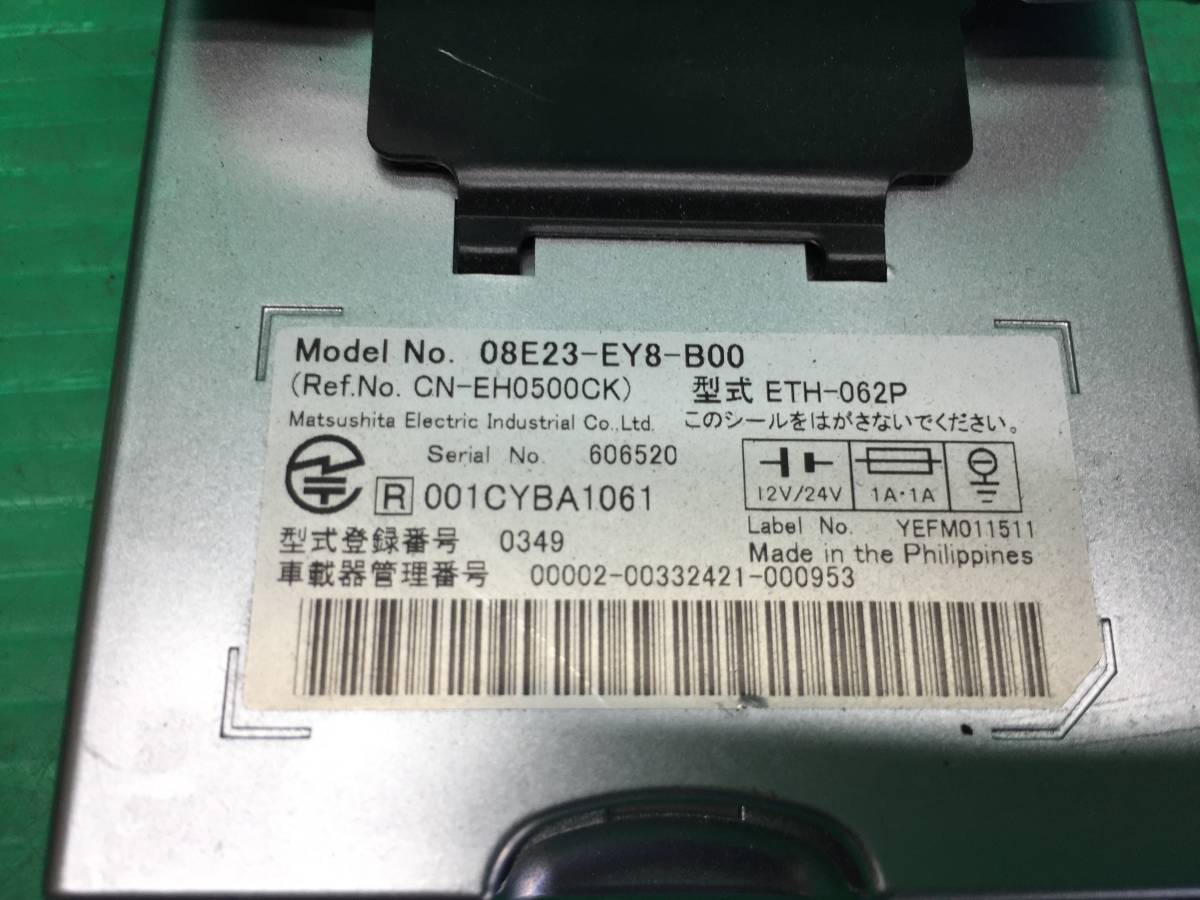 Model No. 08E23-EY8-B00
(Ref.No. CN-EH0500CK) 型式 ETH-062P
Matsushita Electric Industrial Co.,Ltd. このシールをはがさないでください。
Serial No. 606520
12V/24V 1A・1A
R 001CYBA1061
Label No. YEFM011511
型式登録番号 0349
Made in the Philippines
車載器管理番号 00002-00332421-000953